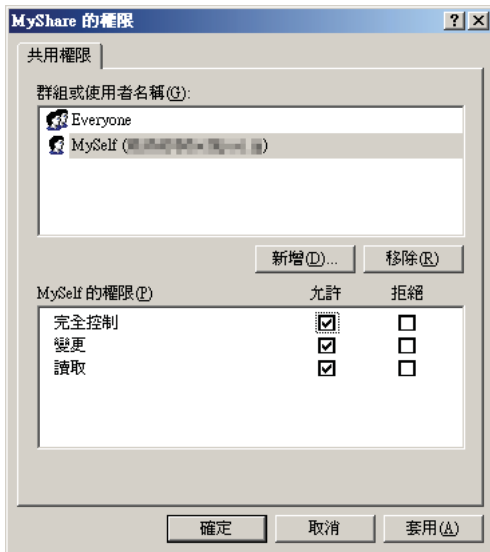 MyShare 的權限
共用權限
群組或使用者名稱(G):
Everyone
MySelf ( )
新增(D)... 移除(R)
MySelf 的權限(P) 允許 拒絕
完全控制
變更
讀取
確定 取消 套用(A)